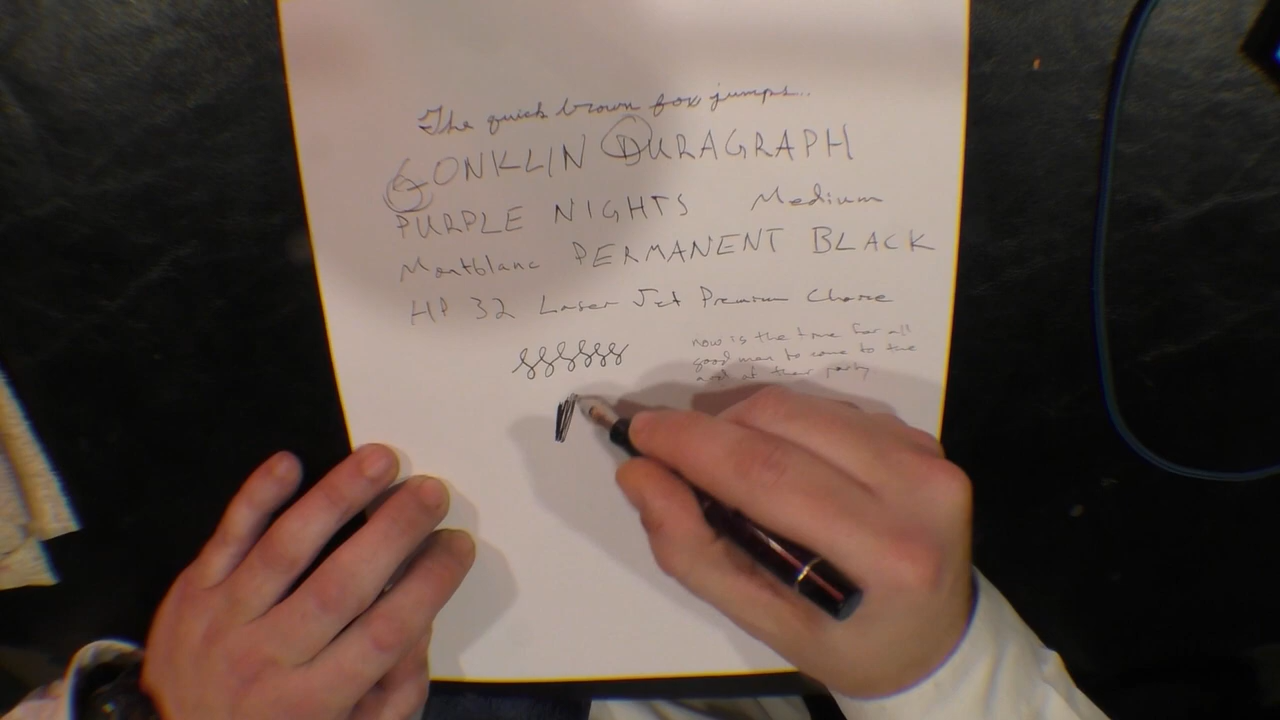 The quick brown fox jumps...
CONKLIN DURAGRAPH
PURPLE NIGHTS Medium
Montblanc PERMANENT BLACK
HP 32 Laser Jet Premium Choice
now is the time for all
good men to come to the
aid of their party